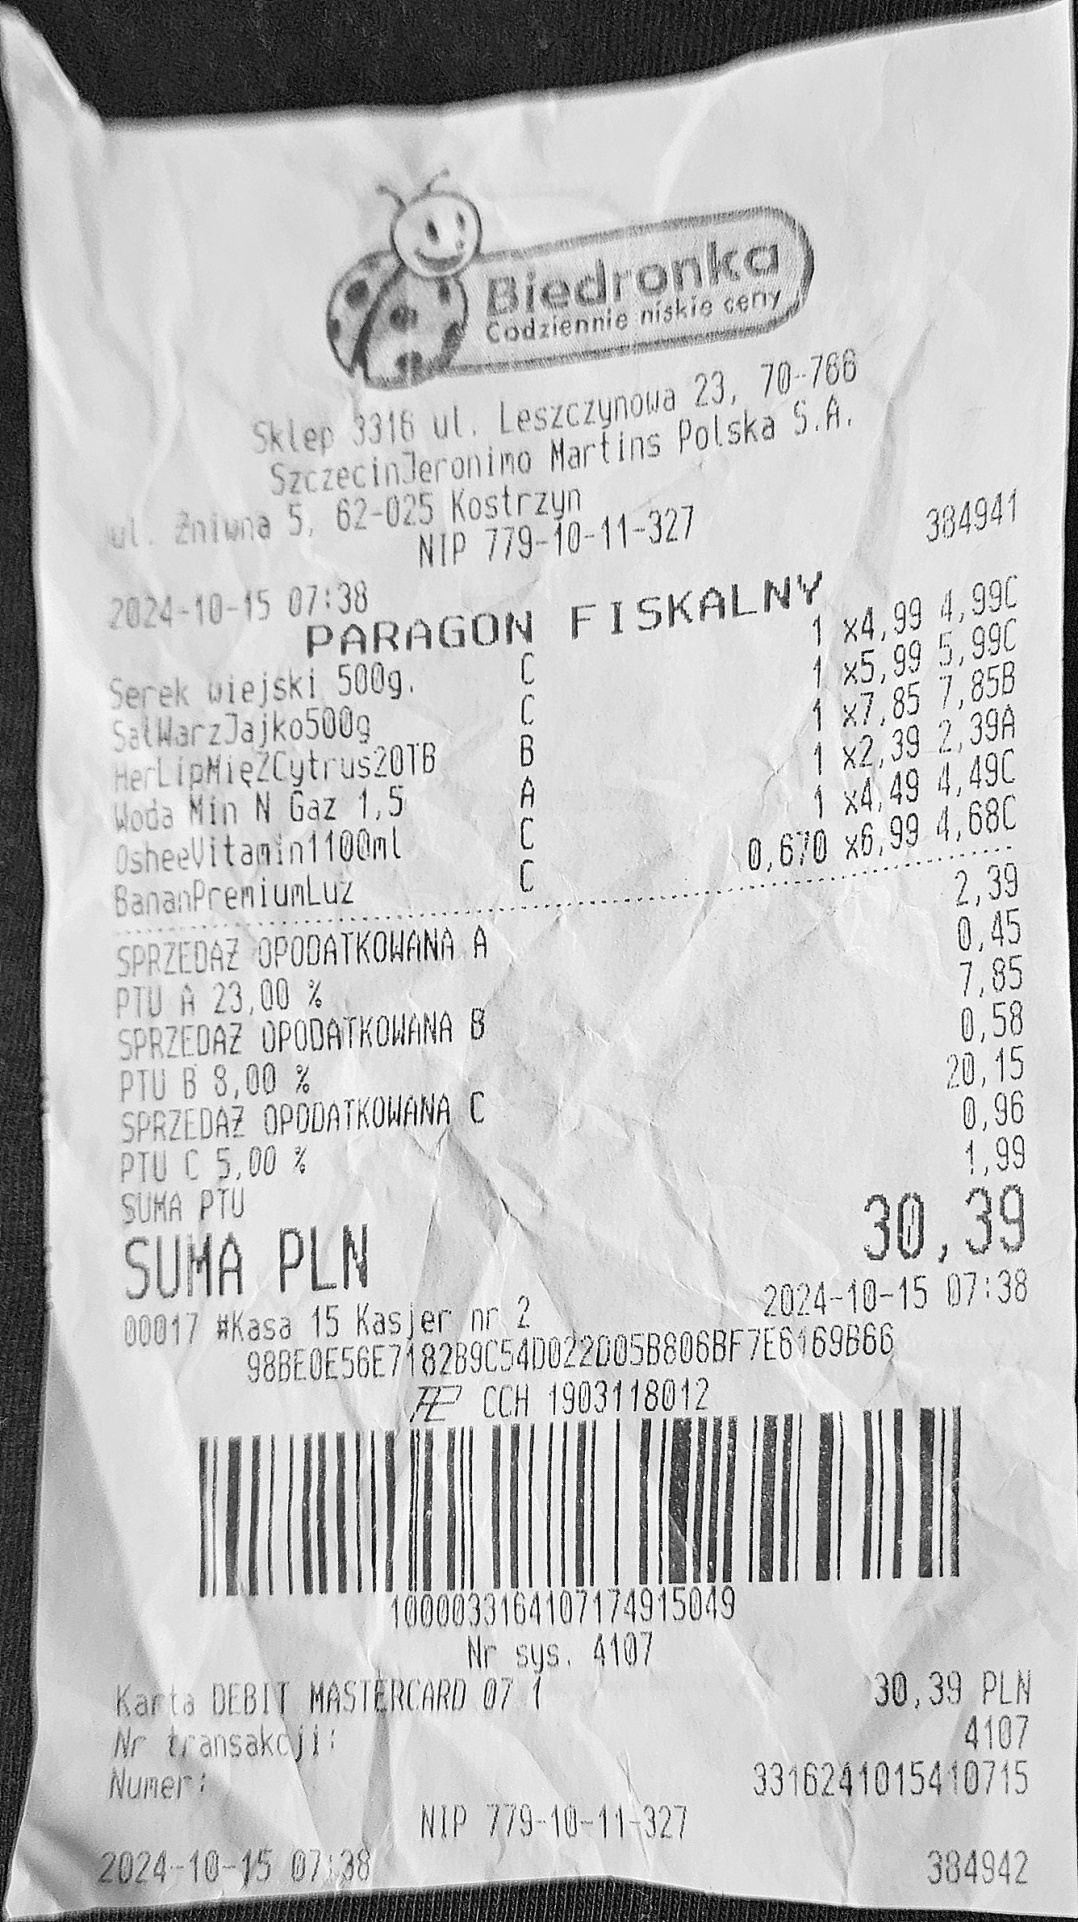 Biedronka
Codziennie niskie ceny
Sklep 3316 ul. Leszczynowa 23, 70-766
SzczecinJeronimo Martins Polska S.A.
ul. Żniwna 5, 62-025 Kostrzyn
NIP 779-10-11-327
2024-10-15 07:38 384941
PARAGON FISKALNY
Serek wiejski 500g. C 1 x4,99 4,99C
SałWarzJajko500g C 1 x5,99 5,99C
HerLipMięŻCytrus20TB B 1 x7,85 7,85B
Woda Min N Gaz 1,5 A 1 x2,39 2,39A
OsheeVitamin1100ml C 1 x4,49 4,49C
BananPremiumLuz C 0,670 x6,99 4,68C
SPRZEDAŻ OPODATKOWANA A 2,39
PTU A 23,00 % 0,45
SPRZEDAŻ OPODATKOWANA B 7,85
PTU B 8,00 % 0,58
SPRZEDAŻ OPODATKOWANA C 20,15
PTU C 5,00 % 0,96
SUMA PTU 1,99
SUMA PLN 30,39
00017 #Kasa 15 Kasjer nr 2 2024-10-15 07:38
98BE0E56E7182B9C54D022D05B806BF7E6169B66
CCH 1903118012
1000033164107174915049
Nr sys. 4107
Karta DEBIT MASTERCARD 07 1 30,39 PLN
Nr transakcji: 4107
Numer: 3316241015410715
NIP 779-10-11-327
2024-10-15 07:38 384942